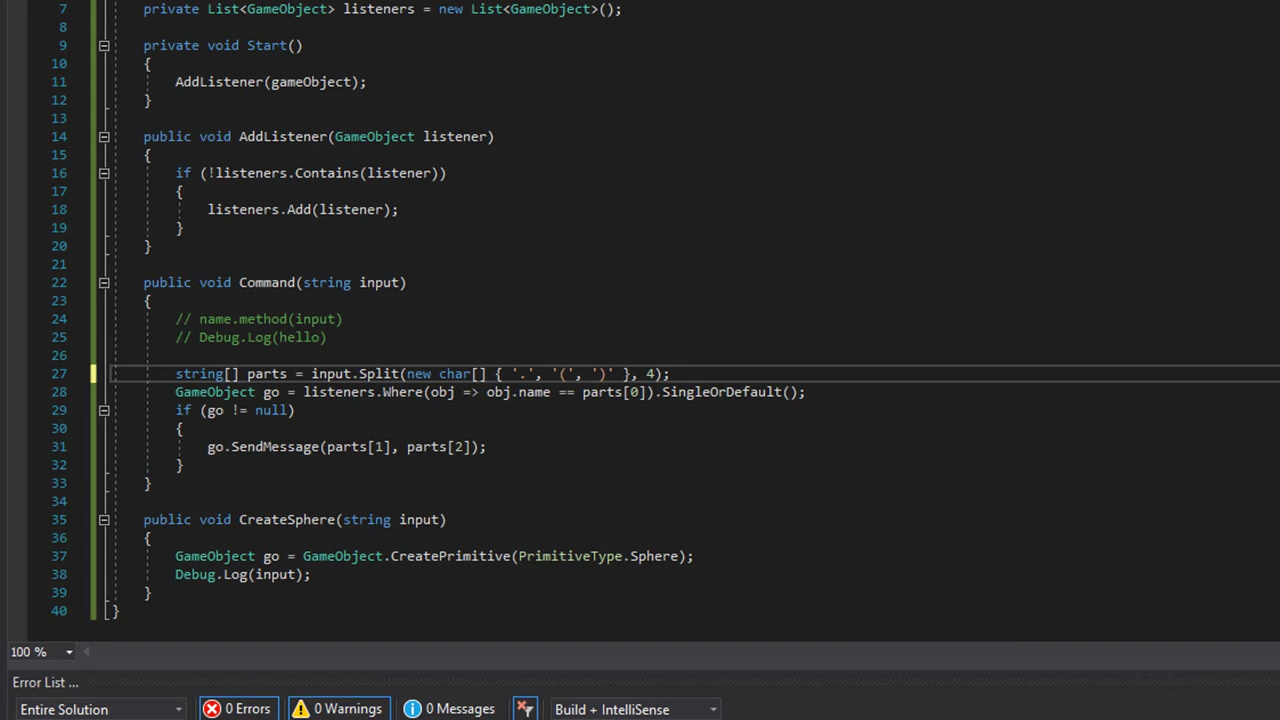 7 private List<GameObject> listeners = new List<GameObject>();
8
9 private void Start()
10 {
11 AddListener(gameObject);
12 }
13
14 public void AddListener(GameObject listener)
15 {
16 if (!listeners.Contains(listener))
17 {
18 listeners.Add(listener);
19 }
20 }
21
22 public void Command(string input)
23 {
24 // name.method(input)
25 // Debug.Log(hello)
26
27 string[] parts = input.Split(new char[] { '.', '(', ')' }, 4);
28 GameObject go = listeners.Where(obj => obj.name == parts[0]).SingleOrDefault();
29 if (go != null)
30 {
31 go.SendMessage(parts[1], parts[2]);
32 }
33 }
34
35 public void CreateSphere(string input)
36 {
37 GameObject go = GameObject.CreatePrimitive(PrimitiveType.Sphere);
38 Debug.Log(input);
39 }
40 }
100 %
Error List ...
Entire Solution 0 Errors 0 Warnings 0 Messages Build + IntelliSense